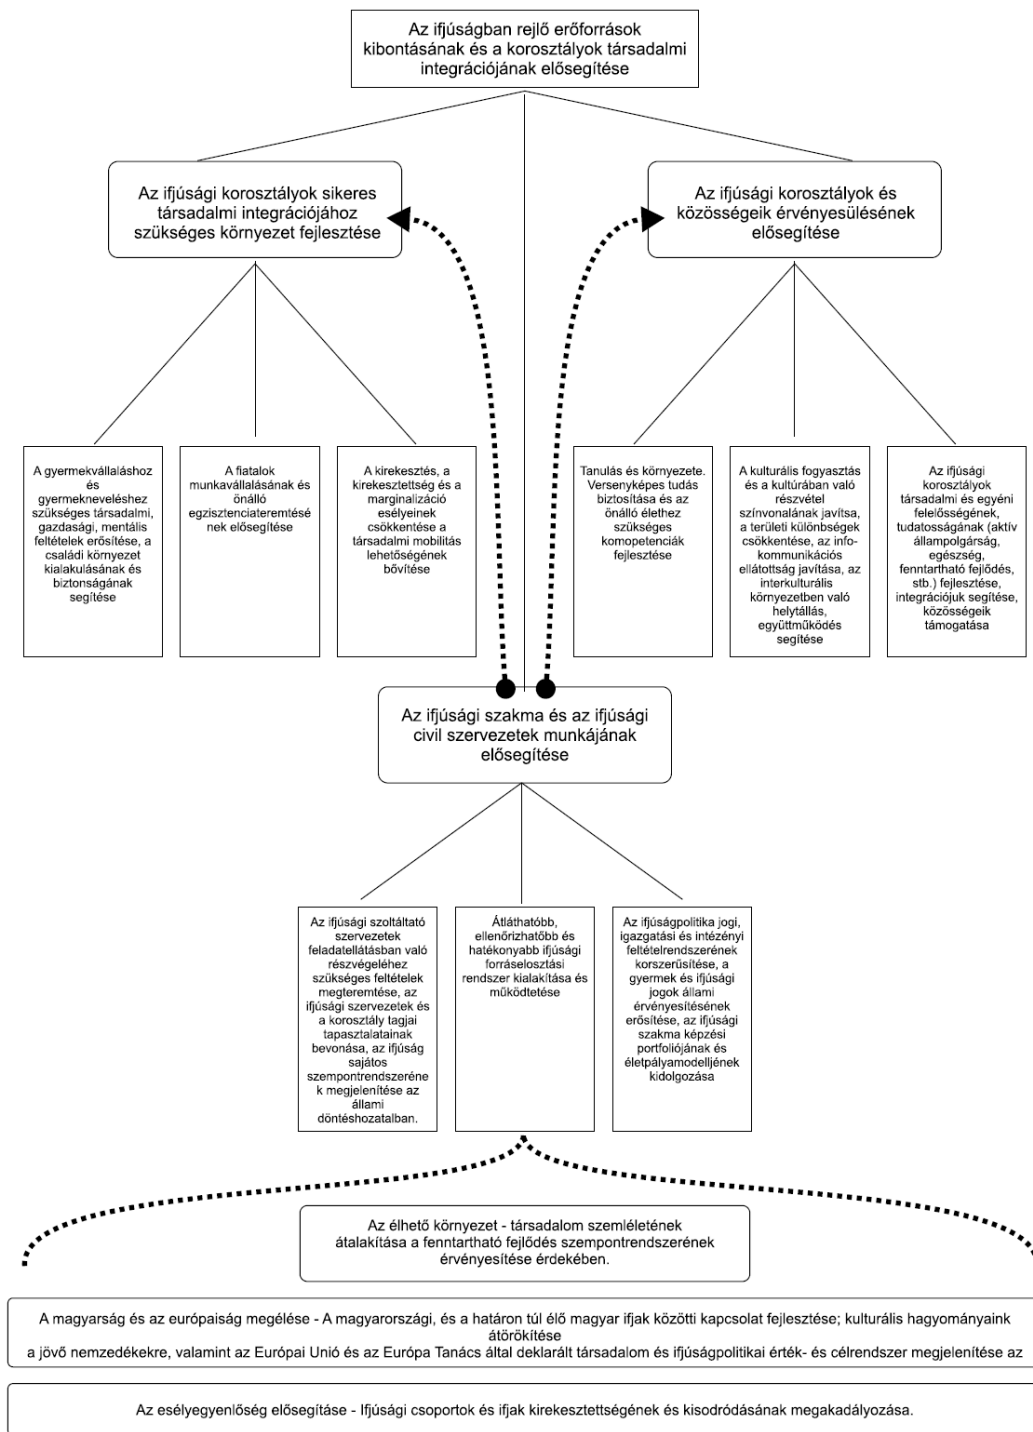 Az ifjúságban rejlő erőforrások
kibontásának és a korosztályok társadalmi
integrációjának elősegítése
Az ifjúsági korosztályok sikeres
társadalmi integrációjához
szükséges környezet fejlesztése
Az ifjúsági korosztályok és
közösségeik érvényesülésének
elősegítése
A gyermekvállaláshoz
és
gyermekneveléshez
szükséges társadalmi,
gazdasági, mentális
feltételek erősítése, a
családi környezet
kialakulásának és
biztonságának
segítése
A fiatalok
munkavállalásának és
önálló
egzisztenciateremtésé
nek elősegítése
A kirekesztés, a
kirekesztettség és a
marginalizáció
esélyeinek
csökkentése a
társadalmi mobilitás
lehetőségének
bővítése
Tanulás és környezete.
Versenyképes tudás
biztosítása és az
önálló élethez
szükséges
komopetenciák
fejlesztése
A kulturális fogyasztás
és a kultúrában való
részvétel
színvonalának javítsa,
a területi különbségek
csökkentése, az info-
kommunikációs
ellátottság javítása, az
interkulturális
környezetben való
helytállás,
együttműködés
segítése
Az ifjúsági
korosztályok
társadalmi és egyéni
felelősségének,
tudatosságának (aktív
állampolgárság,
egészség,
fenntartható fejlődés,
stb.) fejlesztése,
integrációjuk segítése,
közösségeik
támogatása
Az ifjúsági szakma és az ifjúsági
civil szervezetek munkájának
elősegítése
Az ifjúsági szoltáltató
szervezetek
feladatellátásban való
részvégeléhez
szükséges feltételek
megteremtése, az
ifjúsági szervezetek és
a korosztály tagjai
tapasztalatainak
bevonása, az ifjúság
sajátos
szempontrendszeréne
k megjelenítése az
állami
döntéshozatalban.
Átláthatóbb,
ellenőrizhatőbb és
hatékonyabb ifjúsági
forráselosztási
rendszer kialakítása és
működtetése
Az ifjúságpolitika jogi,
igazgatási és intézényi
feltételrendszerének
korszerűsítése, a
gyermek és ifjúsági
jogok állami
érvényesítésének
erősítése, az ifjúsági
szakma képzési
portfoliójának és
életpályamodelljének
kidolgozása
Az élhető környezet - társadalom szemléletének
átalakítása a fenntartható fejlődés szempontrendszerének
érvényesítése érdekében.
A magyarság és az európaiság megélése - A magyarországi, és a határon túl élő magyar ifjak közötti kapcsolat fejlesztése; kulturális hagyományaink
átörökítése
a jövő nemzedékekre, valamint az Európai Unió és az Európa Tanács által deklarált társadalom és ifjúságpolitikai érték- és célrendszer megjelenítése az
Az esélyegyenlőség elősegításe - Ifjúsági csoportok és ifjak kirekesztettségének és kisodródásának megakadályozása.